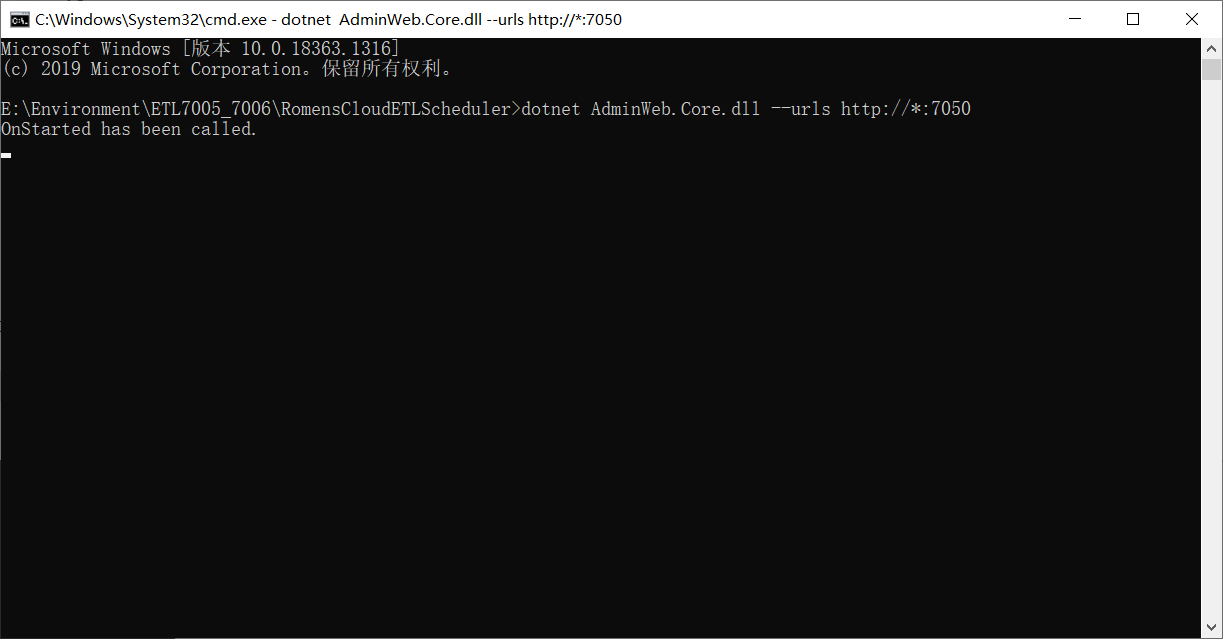 C:\Windows\System32\cmd.exe - dotnet  AdminWeb.Core.dll --urls http://*:7050
Microsoft Windows [版本 10.0.18363.1316]
(c) 2019 Microsoft Corporation。保留所有权利。
E:\Environment\ETL7005_7006\RomensCloudETLScheduler>dotnet AdminWeb.Core.dll --urls http://*:7050
OnStarted has been called.